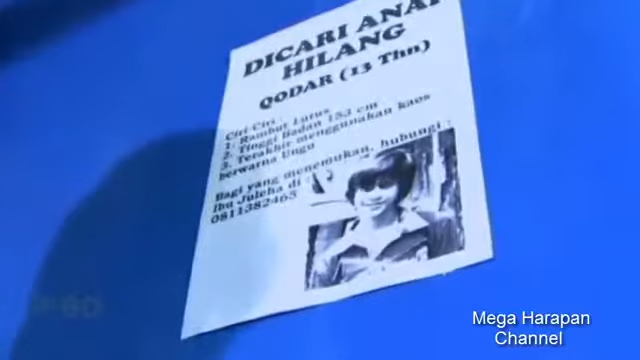 DICARI ANAK
HILANG
QODAR (13 Thn)
Ciri-Ciri :
1. Rambut Lurus
2. Tinggi Badan 152 cm
3. Terakhir menggunakan kaos
berwarna Ungu
Bagi yang menemukan, hubungi :
Ibu Juleha di :
0811382465
Mega Harapan
Channel